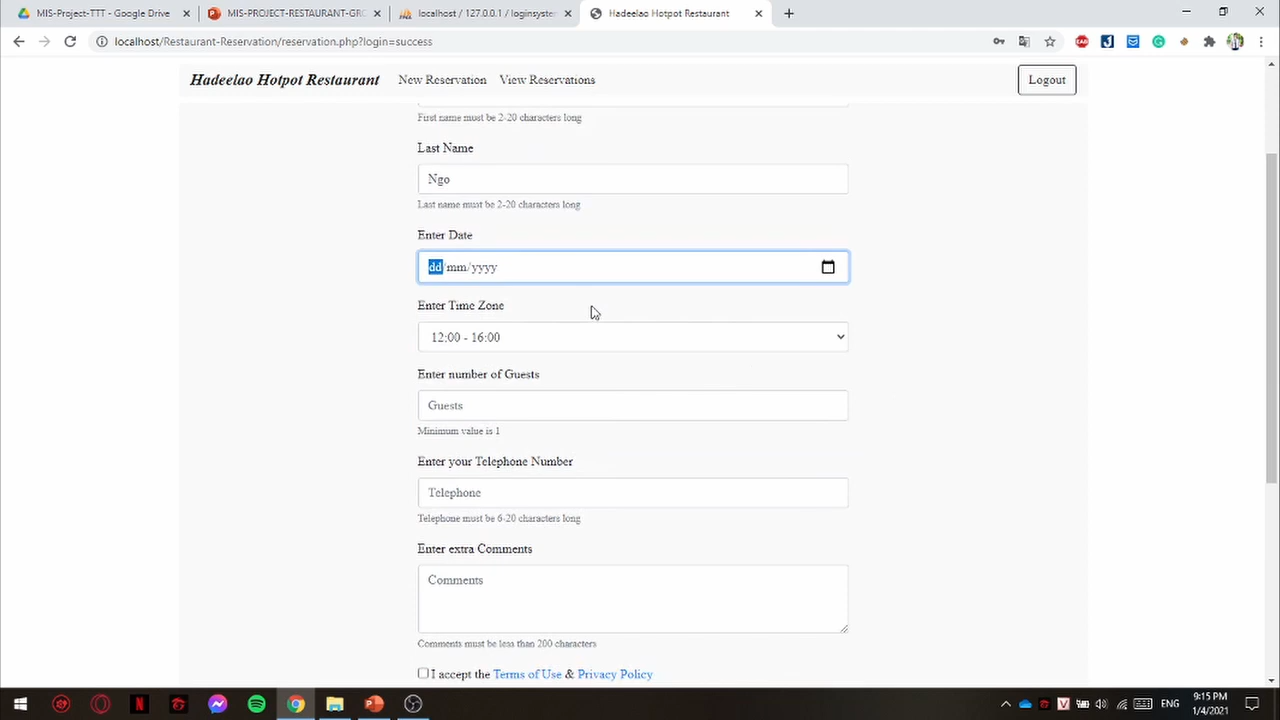 MIS-Project-TTT - Google Drive
MIS-PROJECT-RESTAURANT-GRO
localhost / 127.0.0.1 / loginsyster
Hadeelao Hotpot Restaurant
localhost/Restaurant-Reservation/reservation.php?login=success
Hadeelao Hotpot Restaurant
New Reservation
View Reservations
Logout
First name must be 2-20 characters long
Last Name
Ngo
Last name must be 2-20 characters long
Enter Date
dd/mm/yyyy
Enter Time Zone
12:00 - 16:00
Enter number of Guests
Guests
Minimum value is 1
Enter your Telephone Number
Telephone
Telephone must be 6-20 characters long
Enter extra Comments
Comments
Comments must be less than 200 characters
I accept the Terms of Use & Privacy Policy
ENG
9:15 PM
1/4/2021